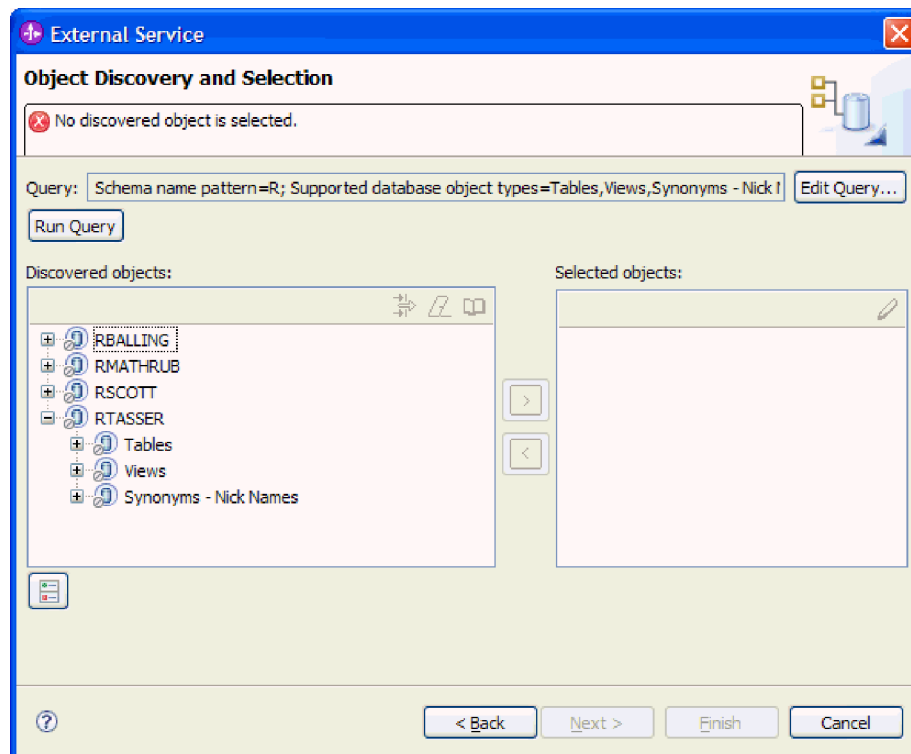 External Service
Object Discovery and Selection
No discovered object is selected.
Query: Schema name pattern=R; Supported database object types=Tables,Views,Synonyms - Nick Edit Query...
Run Query
Discovered objects:
Selected objects:
RBALLING
RMATHRUB
RSCOTT
RTASSER
Tables
Views
Synonyms - Nick Names
>
<
< Back
Next >
Finish
Cancel